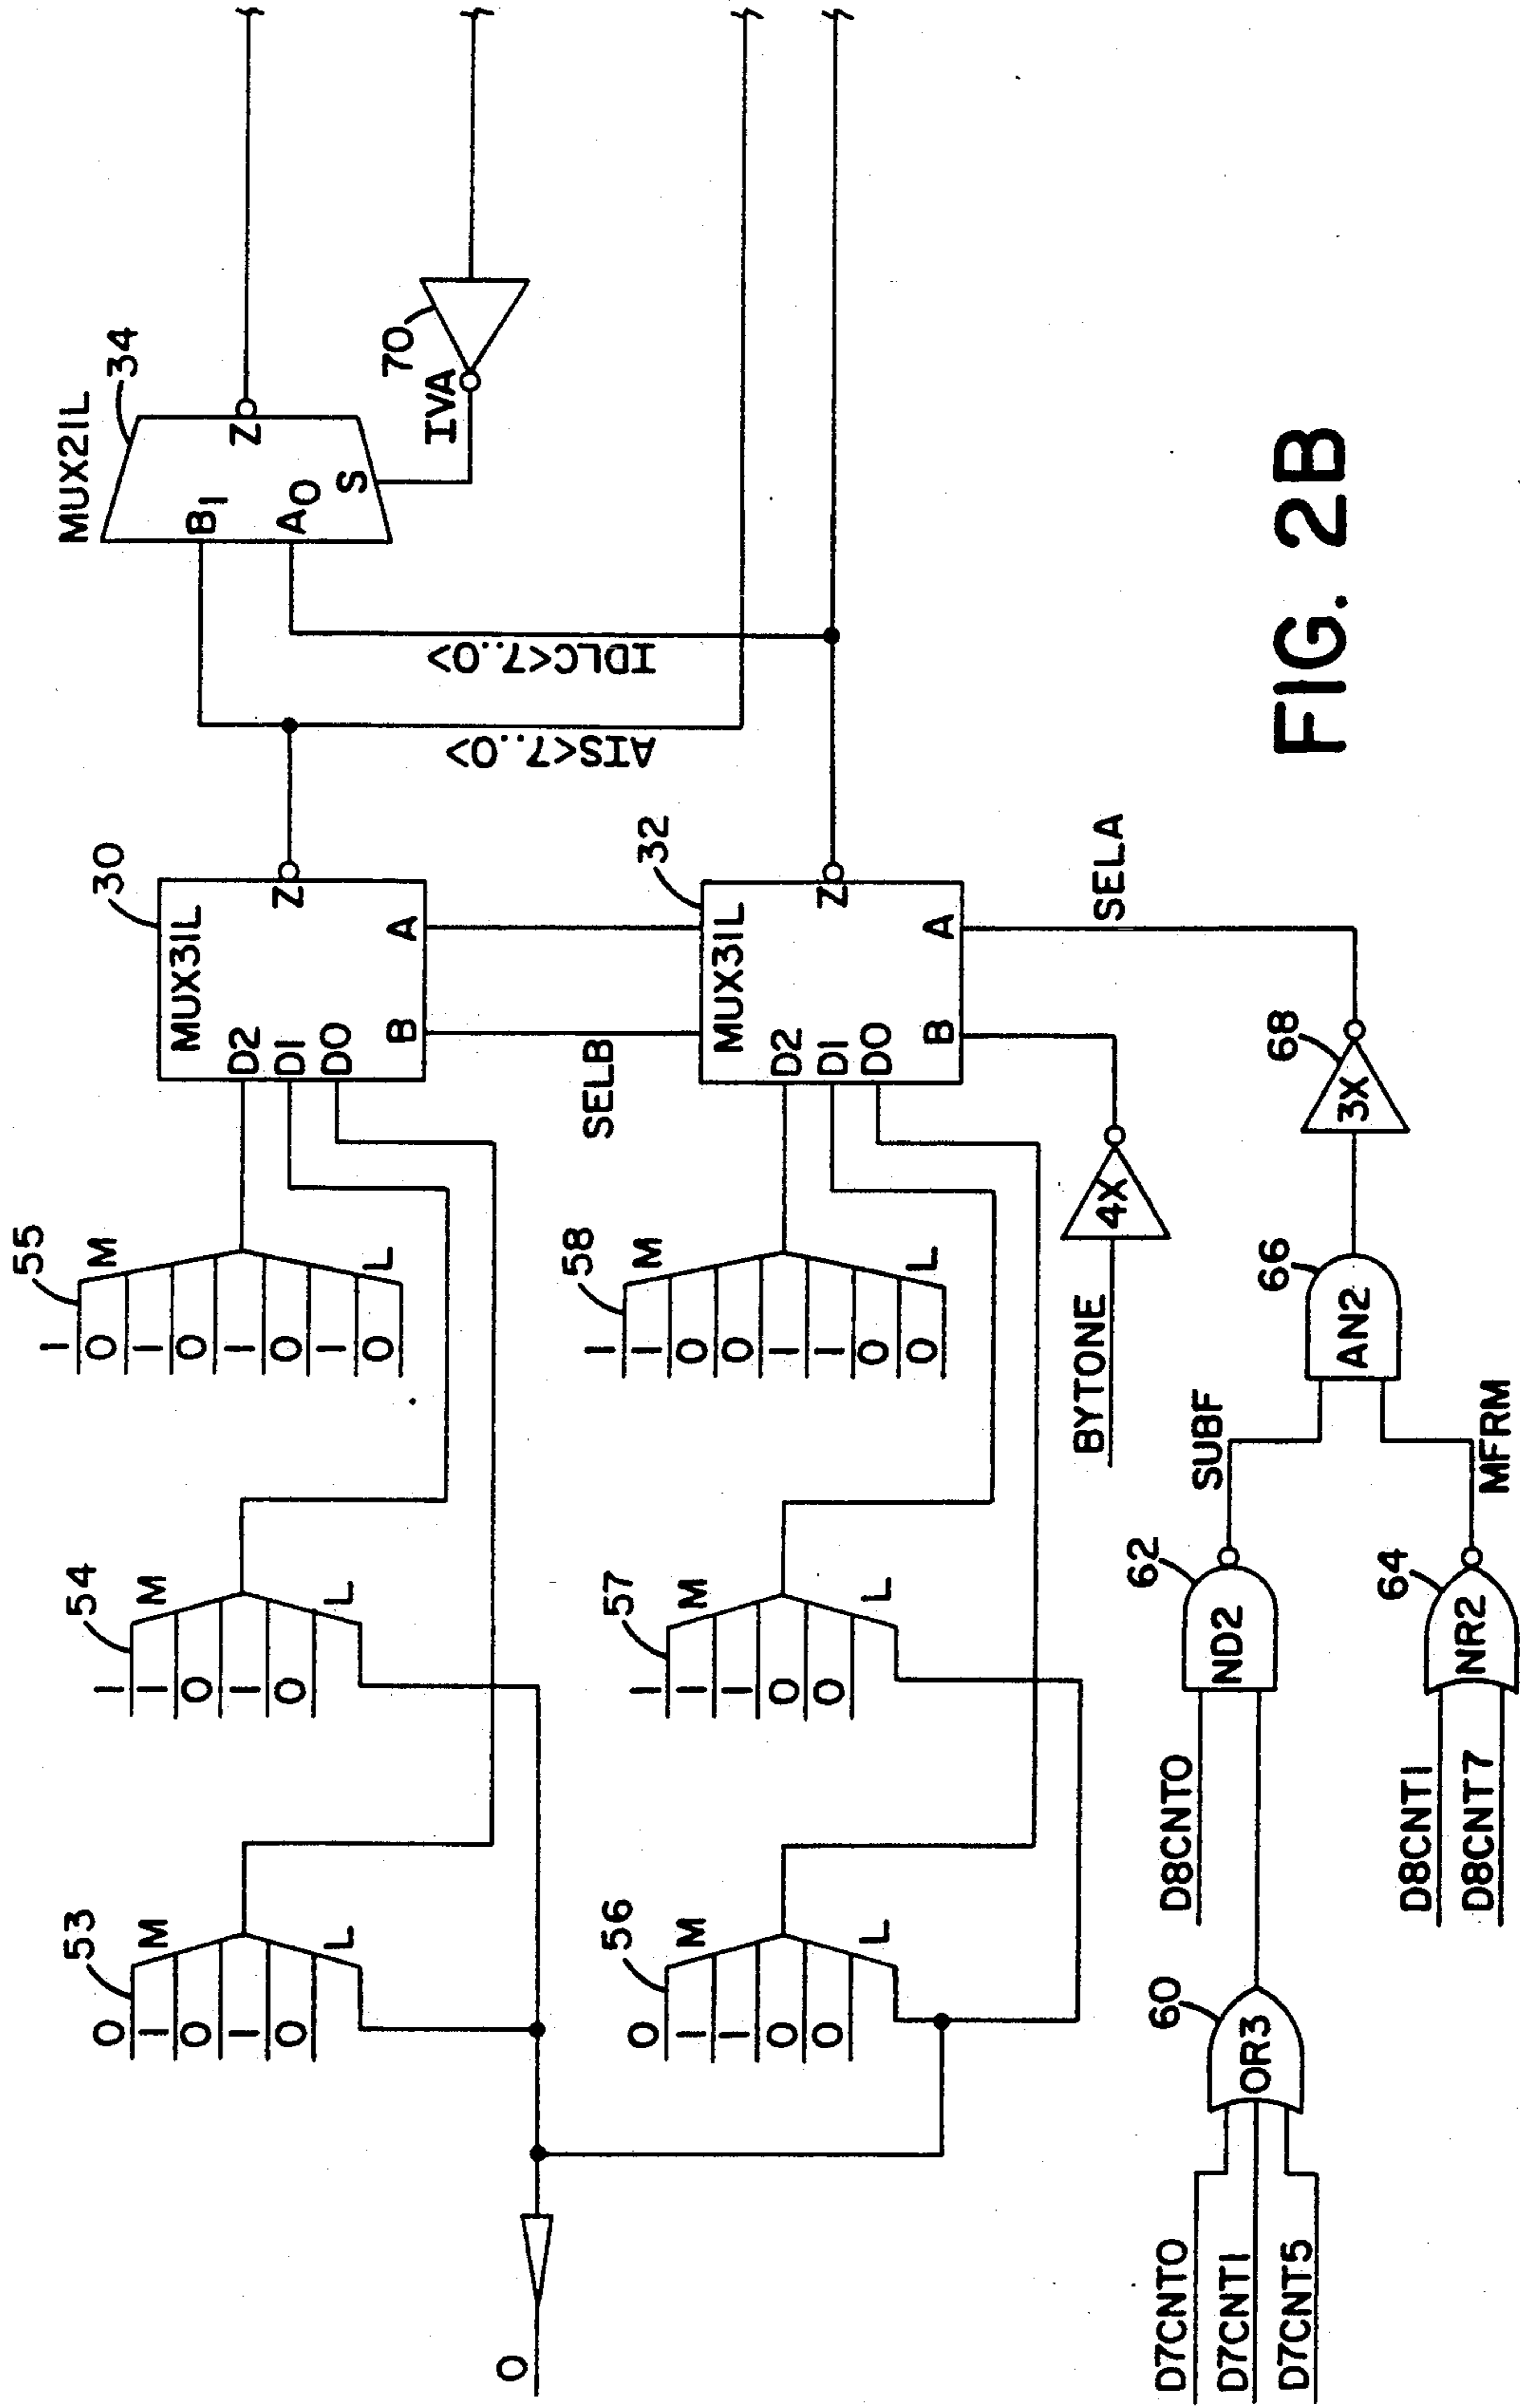 MUX21L
34
B1
A0
Z
S
IVA
70
IDLC<7..0>
AIS<7..0>
30
MUX31L
D2
D1
D0
Z
B
A
SELB
32
MUX31L
D2
D1
D0
Z
B
A
SELA
55
M
L
1
0
1
0
1
0
1
0
54
M
L
1
1
0
1
0
53
M
L
0
1
0
1
0
58
M
L
1
1
0
0
1
1
0
0
57
M
L
1
1
1
0
0
56
M
L
0
1
1
0
0
0
BYTONE
4X
3X
68
AN2
66
SUBF
MFRM
62
ND2
64
NR2
D8CNT0
D8CNT1
D8CNT7
60
OR3
D7CNT0
D7CNT1
D7CNT5
FIG. 2B